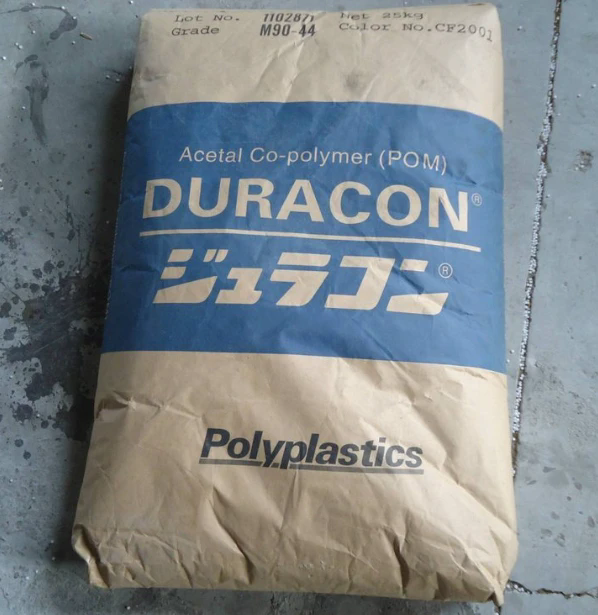 Lot No. 1102871 Net 25kg
Grade M90-44 Color No.CF2001
Acetal Co-polymer (POM)
DURACON®
ジュラコン®
Polyplastics